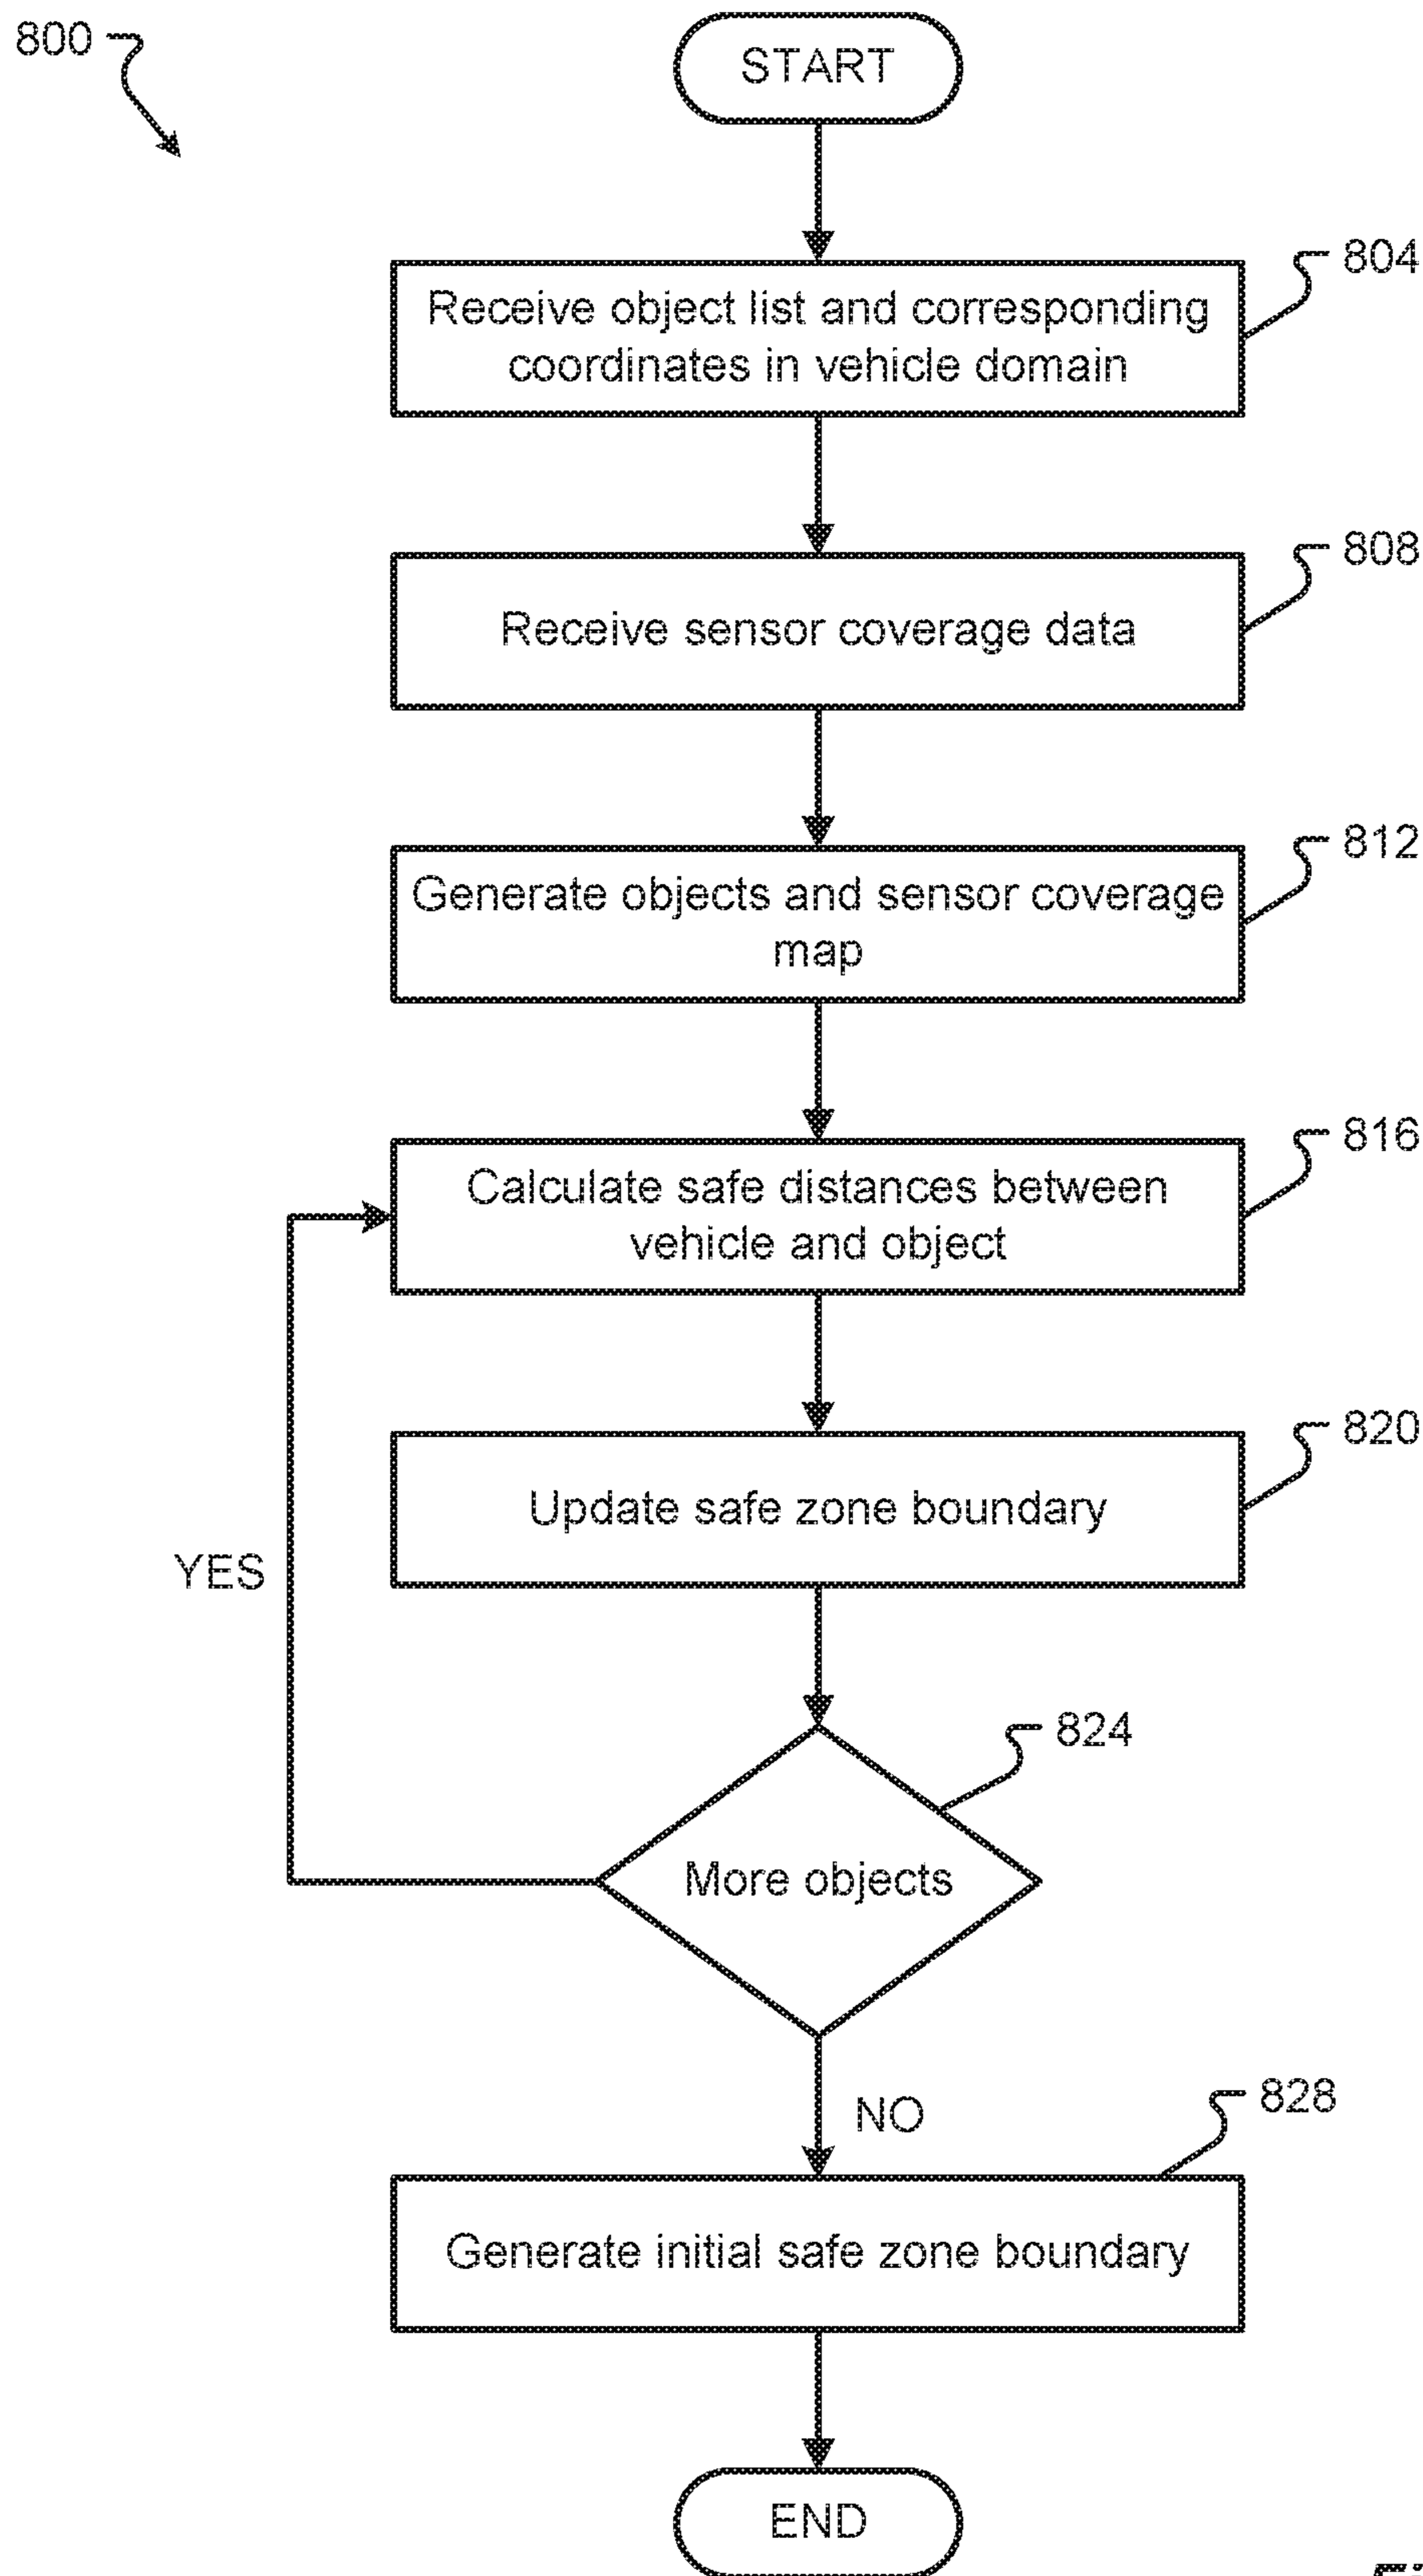 800
START
804
Receive object list and corresponding
coordinates in vehicle domain
808
Receive sensor coverage data
812
Generate objects and sensor coverage
map
816
Calculate safe distances between
vehicle and object
820
Update safe zone boundary
YES
824
More objects
NO
828
Generate initial safe zone boundary
END